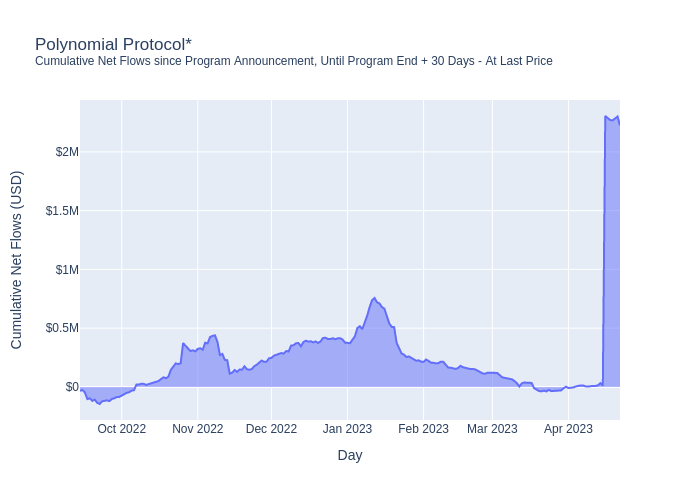 Polynomial Protocol*
Cumulative Net Flows since Program Announcement, Until Program End + 30 Days - At Last Price
Cumulative Net Flows (USD)
$2M
$1.5M
$1M
$0.5M
$0
Oct 2022
Nov 2022
Dec 2022
Jan 2023
Feb 2023
Mar 2023
Apr 2023
Day